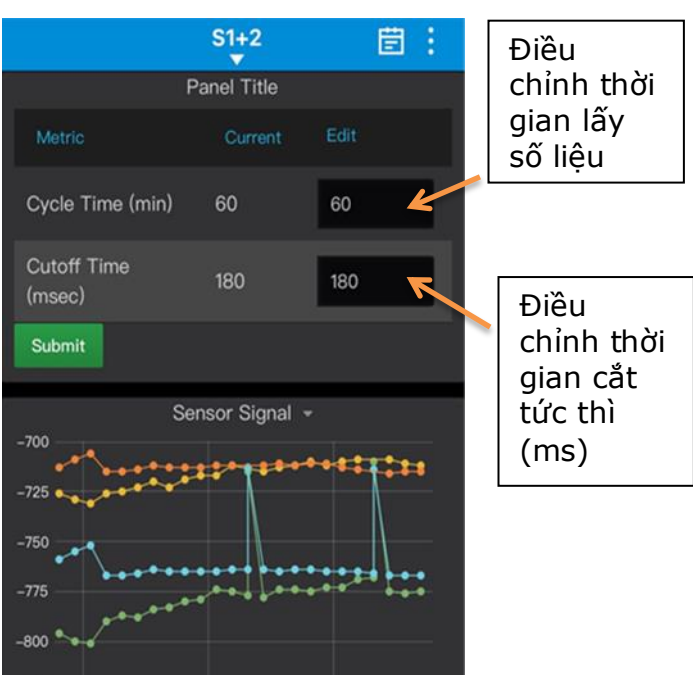 S1+2
Panel Title
Metric Current Edit
Cycle Time (min) 60 60
Cutoff Time
(msec) 180 180
Submit
Sensor Signal
-700
-725
-750
-775
-800
Điều
chỉnh thời
gian lấy
số liệu
Điều
chỉnh thời
gian cắt
tức thì
(ms)